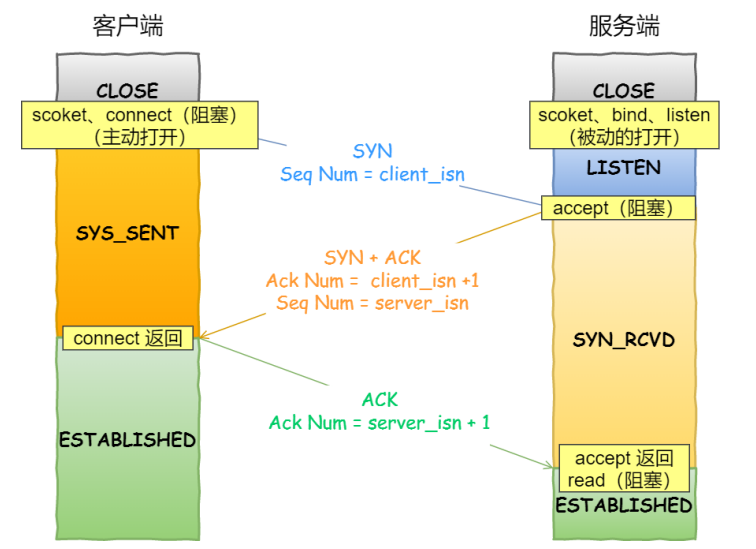 客户端
服务端
CLOSE
CLOSE
scoket、connect（阻塞）
（主动打开）
scoket、bind、listen
（被动的打开）
SYN
Seq Num = client_isn
LISTEN
accept（阻塞）
SYS_SENT
SYN + ACK
Ack Num = client_isn +1
Seq Num = server_isn
connect 返回
SYN_RCVD
ACK
Ack Num = server_isn + 1
ESTABLISHED
accept 返回
read（阻塞）
ESTABLISHED